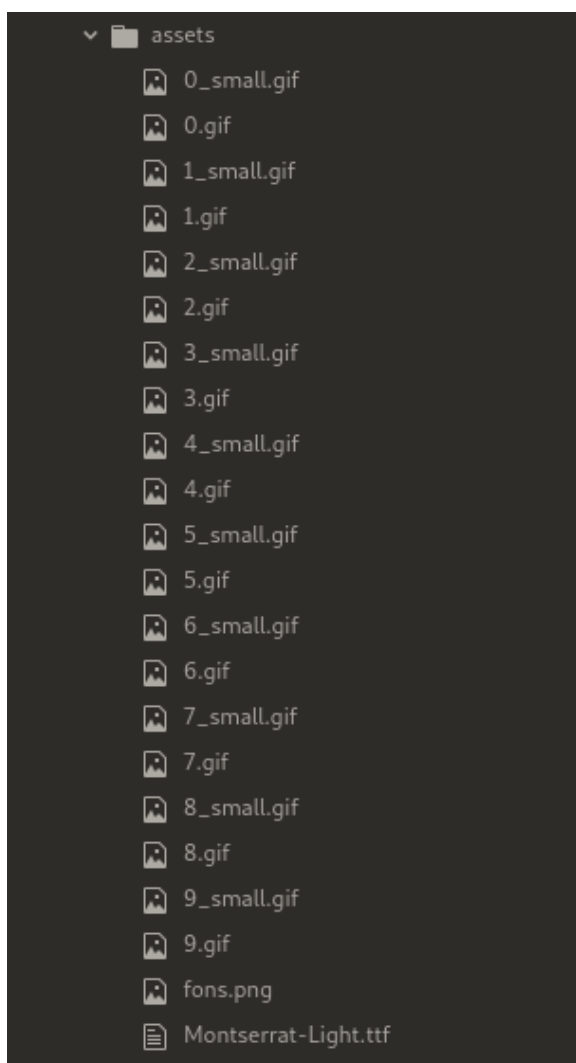 assets
0_small.gif
0.gif
1_small.gif
1.gif
2_small.gif
2.gif
3_small.gif
3.gif
4_small.gif
4.gif
5_small.gif
5.gif
6_small.gif
6.gif
7_small.gif
7.gif
8_small.gif
8.gif
9_small.gif
9.gif
fons.png
Montserrat-Light.ttf